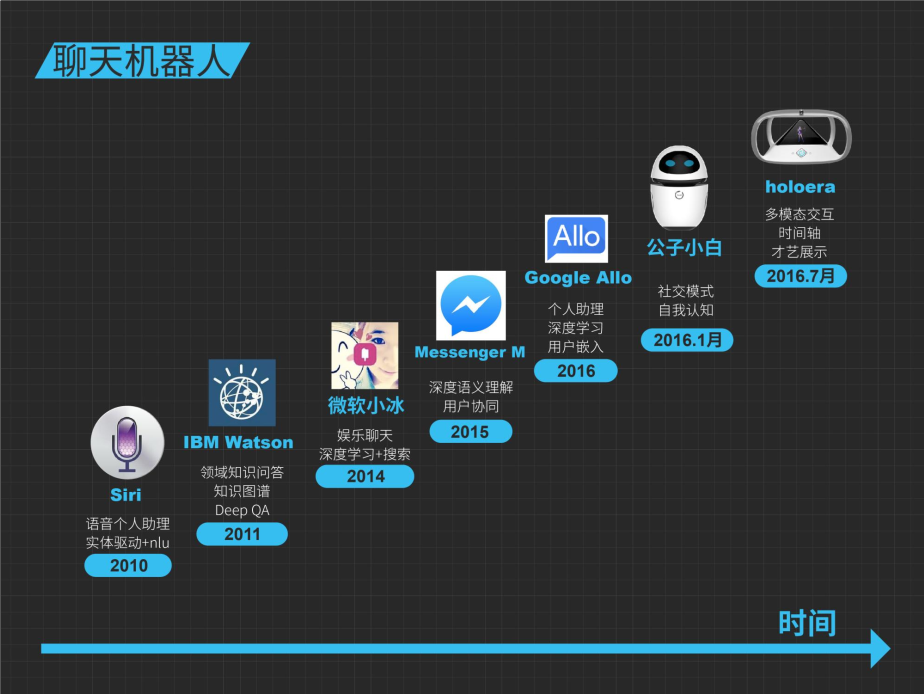 聊天机器人
Siri
语音个人助理
实体驱动+nlu
2010
IBM Watson
领域知识问答
知识图谱
Deep QA
2011
微软小冰
娱乐聊天
深度学习+搜索
2014
Messenger M
深度语义理解
用户协同
2015
Allo
Google Allo
个人助理
深度学习
用户嵌入
2016
公子小白
社交模式
自我认知
2016.1月
holoera
多模态交互
时间轴
才艺展示
2016.7月
时间